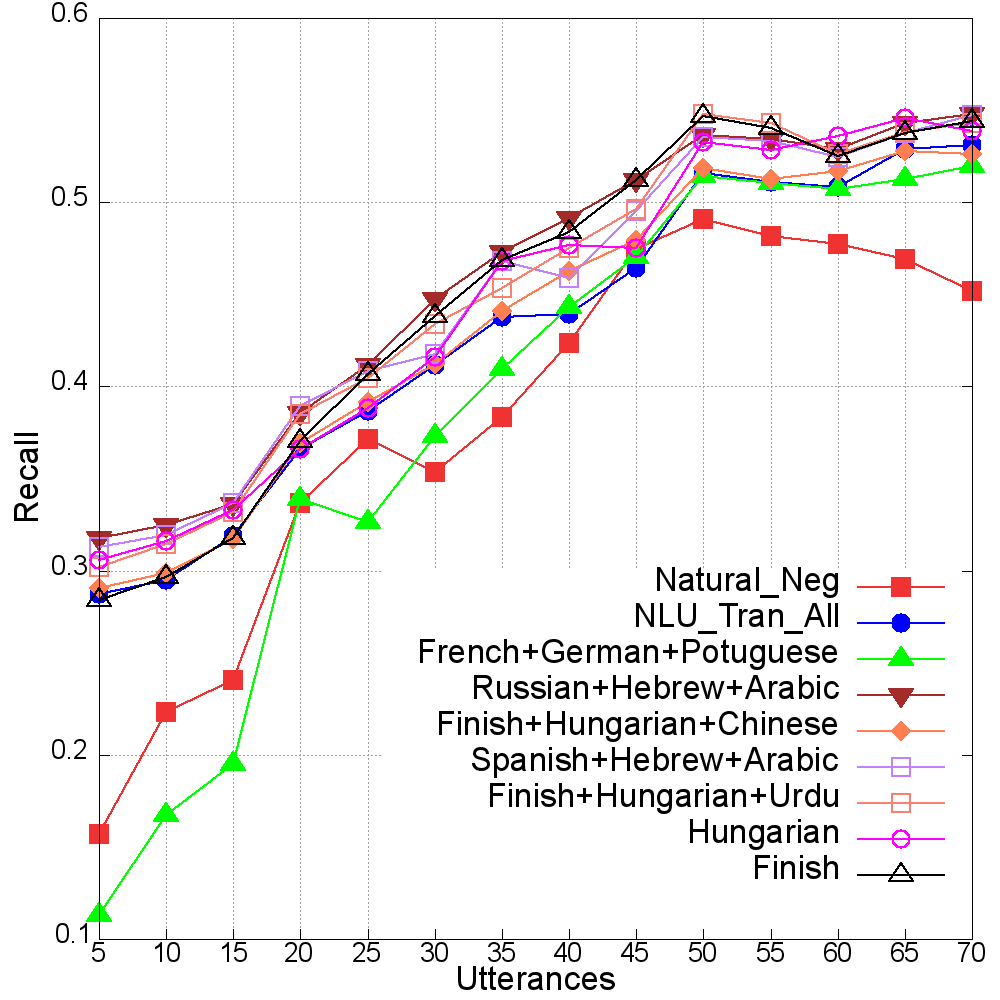 0.6
0.5
0.4
0.3
0.2
0.1
Recall
Natural_Neg
NLU_Tran_All
French+German+Potuguese
Russian+Hebrew+Arabic
Finish+Hungarian+Chinese
Spanish+Hebrew+Arabic
Finish+Hungarian+Urdu
Hungarian
Finish
5 10 15 20 25 30 35 40 45 50 55 60 65 70
Utterances